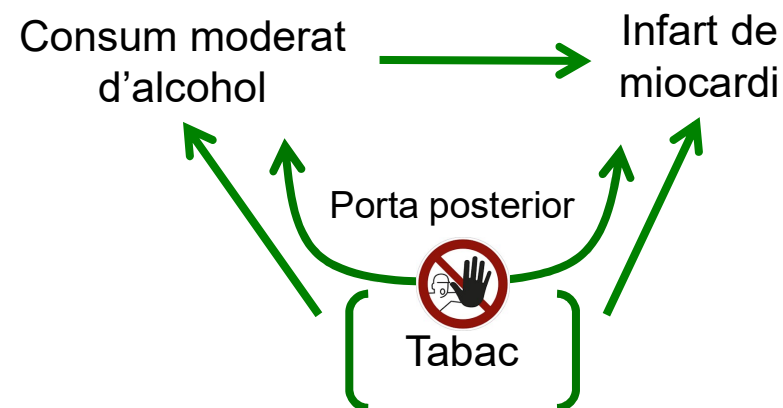 Consum moderat
d’alcohol
Infart de
miocardi
Porta posterior
Tabac